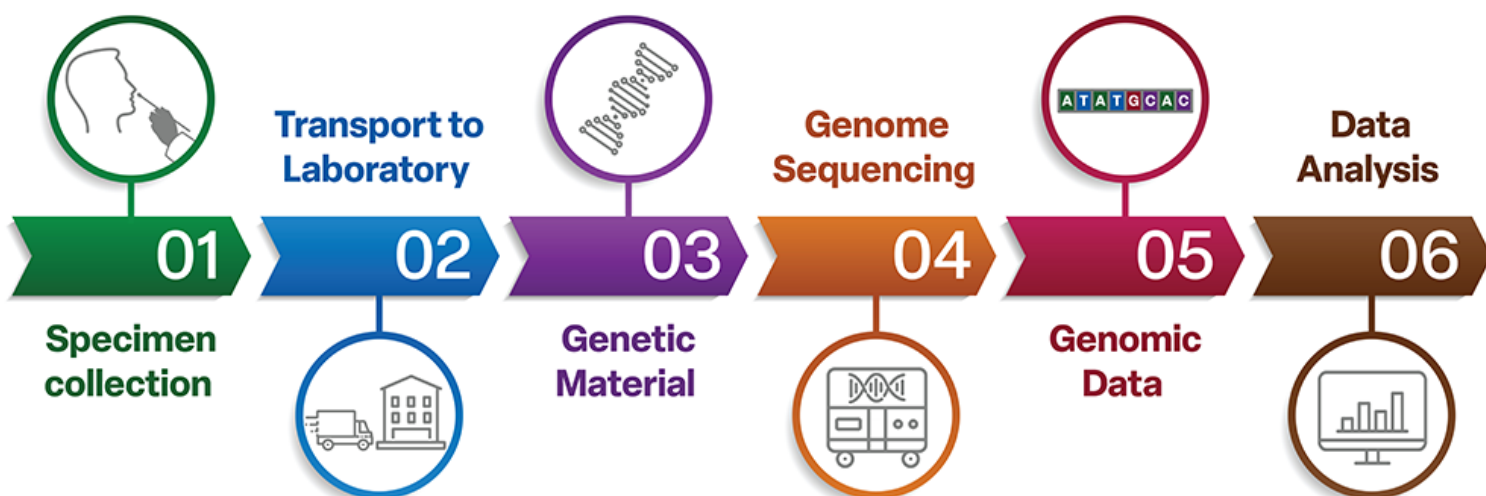 01
Specimen
collection
Transport to
Laboratory
02
03
Genetic
Material
Genome
Sequencing
04
ATATGCAC
05
Genomic
Data
Data
Analysis
06